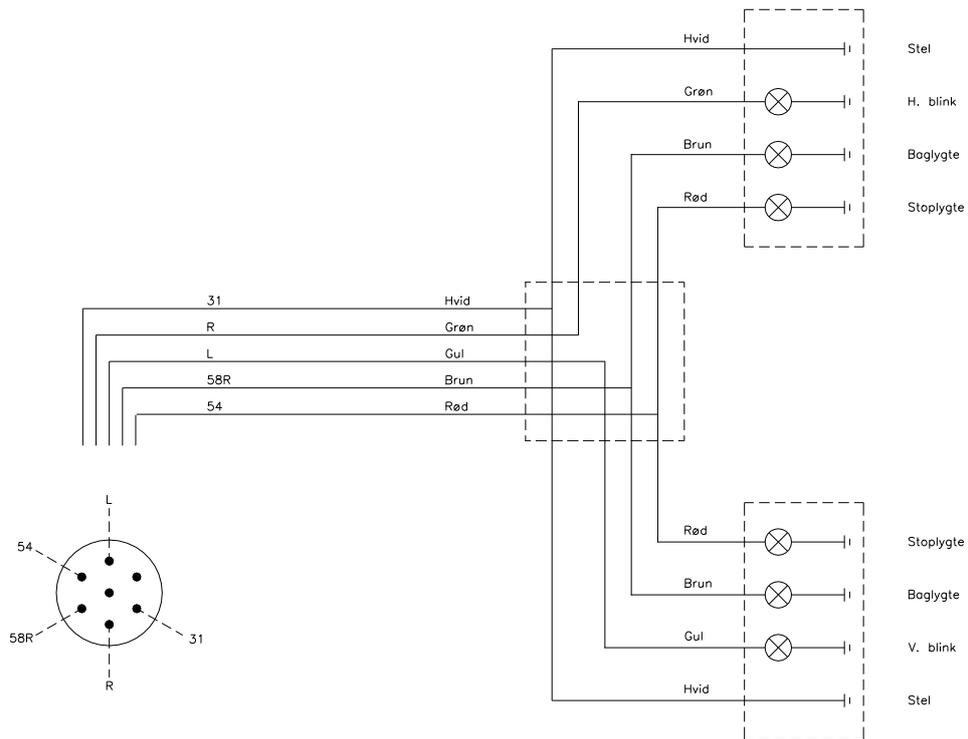 Hvid Stel
Grøn H. blink
Brun Baglygte
Rød Stoplygte
31 Hvid
R Grøn
L Gul
58R Brun
54 Rød
L
54
58R
31
R
Rød Stoplygte
Brun Baglygte
Gul V. blink
Hvid Stel